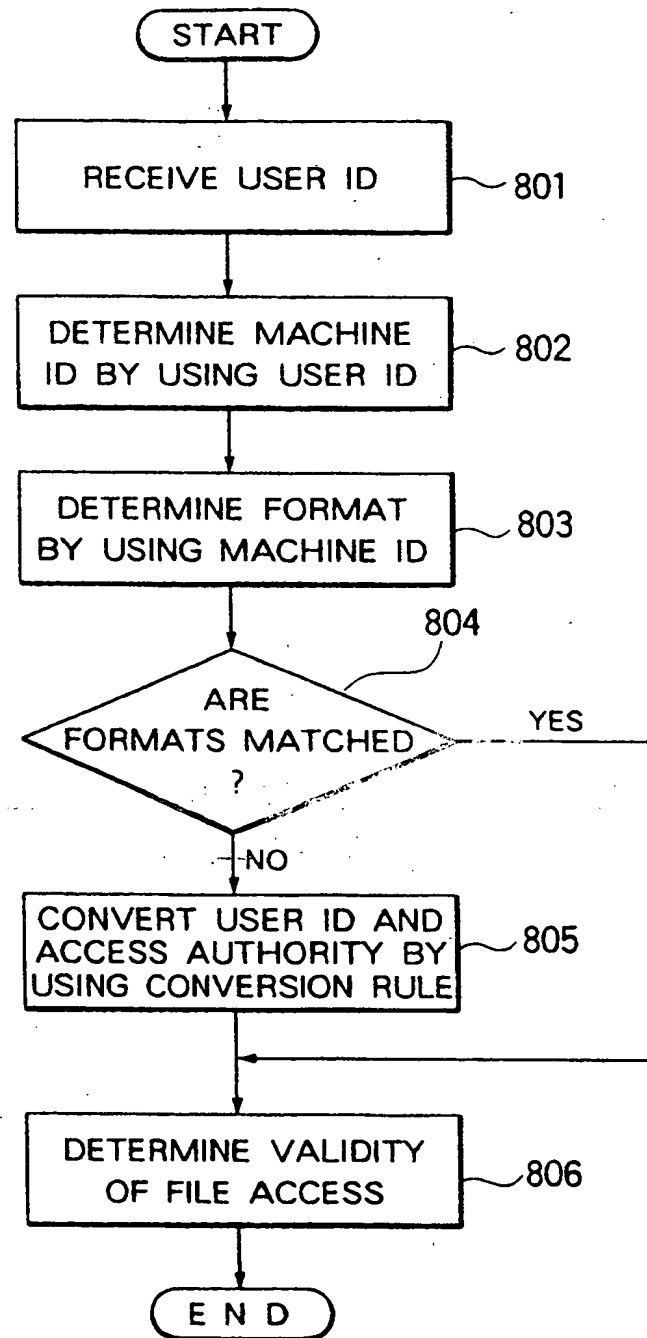 START
RECEIVE USER ID
801
DETERMINE MACHINE
ID BY USING USER ID
802
DETERMINE FORMAT
BY USING MACHINE ID
803
804
ARE
FORMATS MATCHED
?
YES
NO
CONVERT USER ID AND
ACCESS AUTHORITY BY
USING CONVERSION RULE
805
DETERMINE VALIDITY
OF FILE ACCESS
806
END